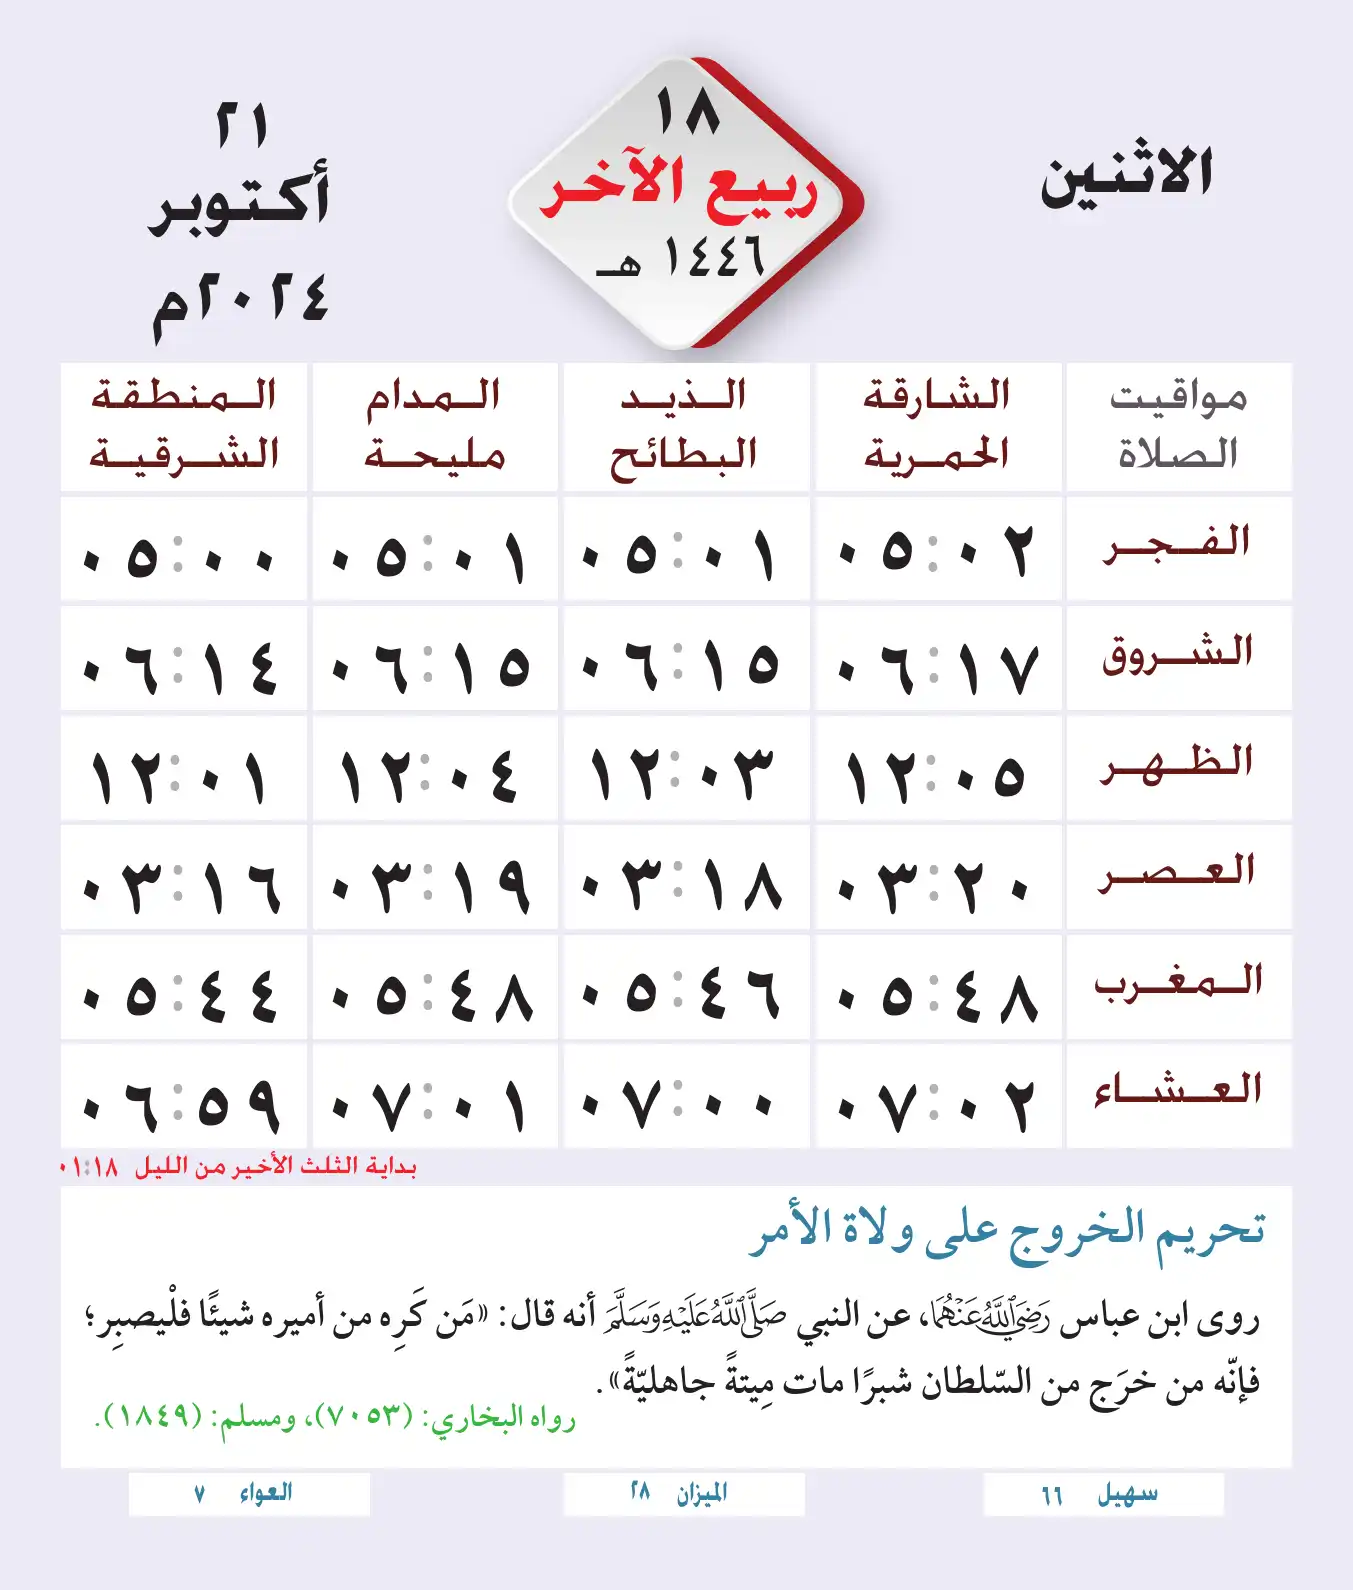 الاثنين
١٨
ربيع الآخر
١٤٤٦ هـ
٢١
أكتوبر
٢٠٢٤م
مواقيت الصلاة
الشارقة الحمرية
الذيد البطائح
المدام مليحة
المنطقة الشرقية
الفجر ٠٥:٠٢ ٠٥:٠١ ٠٥:٠١ ٠٥:٠٠
الشروق ٠٦:١٧ ٠٦:١٥ ٠٦:١٥ ٠٦:١٤
الظهر ١٢:٠٥ ١٢:٠٣ ١٢:٠٤ ١٢:٠١
العصر ٠٣:٢٠ ٠٣:١٨ ٠٣:١٩ ٠٣:١٦
المغرب ٠٥:٤٨ ٠٥:٤٦ ٠٥:٤٨ ٠٥:٤٤
العشاء ٠٧:٠٢ ٠٧:٠٠ ٠٧:٠١ ٠٦:٥٩
بداية الثلث الأخير من الليل ٠١:١٨
تحريم الخروج على ولاة الأمر
روى ابن عباس رَضِيَ اللَّهُ عَنْهُمَا، عن النبي صَلَّى اللَّهُ عَلَيْهِ وَسَلَّمَ أنه قال: «مَن كَرِه من أميره شيئًا فلْيصبِر؛
فإنّه من خرَج من السّلطان شبرًا مات مِيتةً جاهليّةً».
رواه البخاري: (٧٠٥٣)، ومسلم: (١٨٤٩).
سهيل ٦٦
الميزان ٢٨
العواء ٧